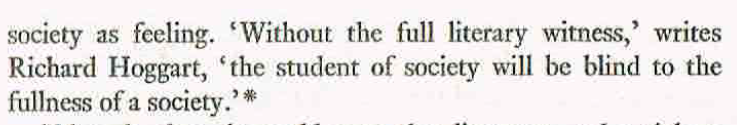 society as feeling. ‘Without the full literary witness,’ writes
Richard Hoggart, ‘the student of society will be blind to the
fullness of a society.’*